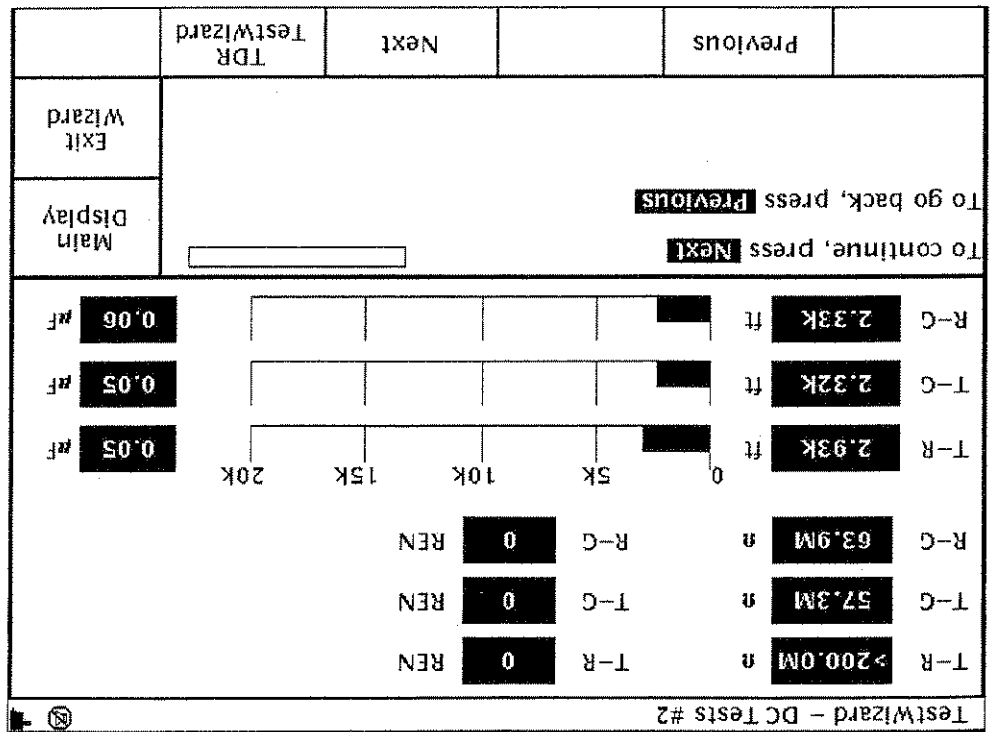 TestWizard – DC Tests #2
T–R >200.0M Ω T–R 0 REN
T–G 57.3M Ω T–G 0 REN
R–G 63.9M Ω R–G 0 REN
0 5k 10k 15k 20k
T–R 2.93k ft 0.05 µF
T–G 2.32k ft 0.05 µF
R–G 2.33k ft 0.06 µF
To continue, press Next
To go back, press Previous
Main
Display
Exit
Wizard
Previous
Next
TDR
TestWizard